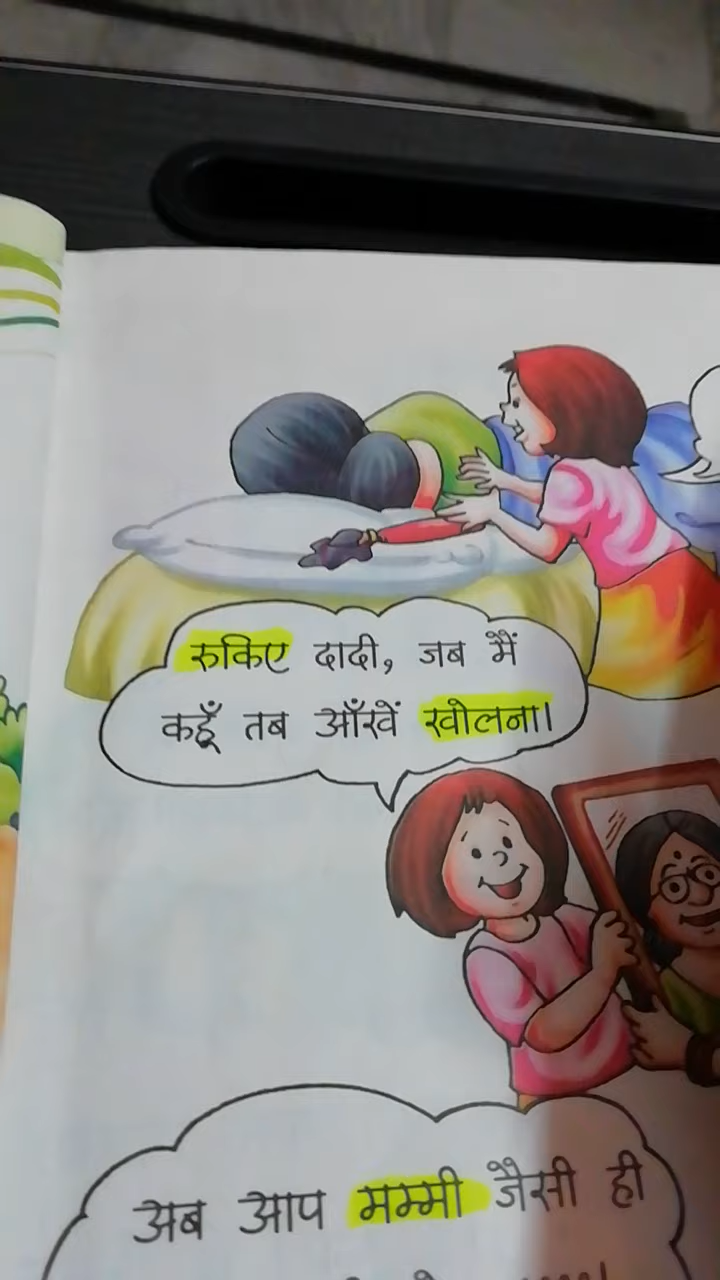 रुकिए दादी, जब मैं
कहूँ तब आँखें खोलना।
अब आप मम्मी जैसी ही